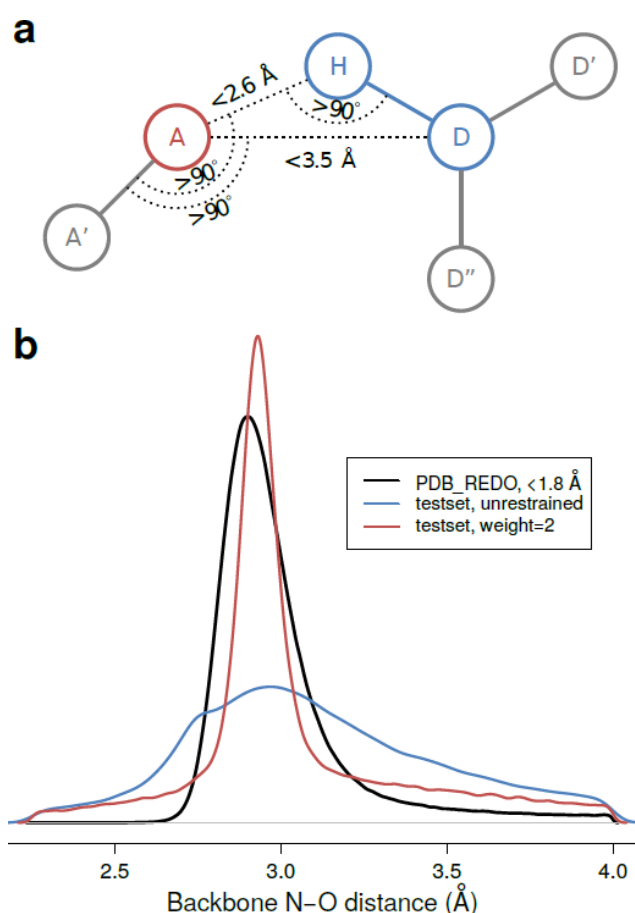 a
H
D'
<2.6 Å
>90°
A
D
<3.5 Å
>90°
>90°
A'
D"
b
PDB_REDO, <1.8 Å
testset, unrestrained
testset, weight=2
2.5 3.0 3.5 4.0
Backbone N−O distance (Å)